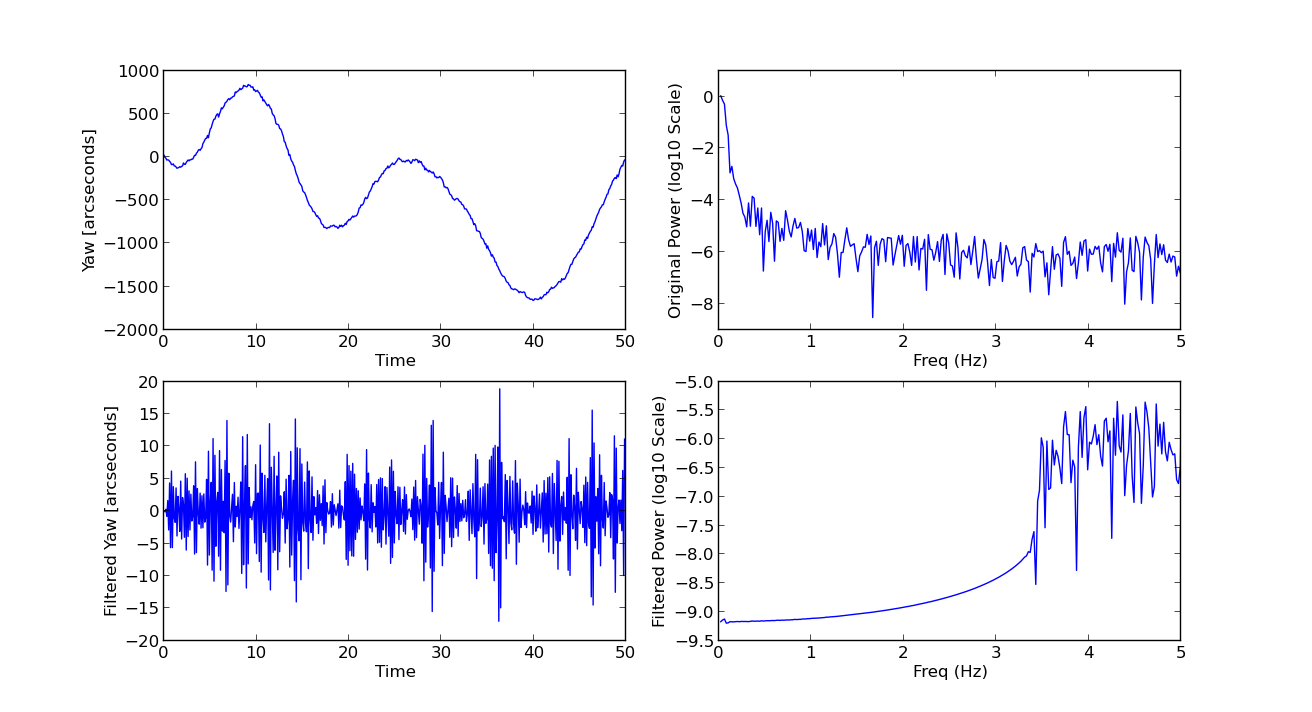 1000
500
0
−500
−1000
−1500
−2000
Yaw [arcseconds]
0 10 20 30 40 50
Time
0
−2
−4
−6
−8
Original Power (log10 Scale)
0 1 2 3 4 5
Freq (Hz)
20
15
10
5
0
−5
−10
−15
−20
Filtered Yaw [arcseconds]
0 10 20 30 40 50
Time
−5.0
−5.5
−6.0
−6.5
−7.0
−7.5
−8.0
−8.5
−9.0
−9.5
Filtered Power (log10 Scale)
0 1 2 3 4 5
Freq (Hz)